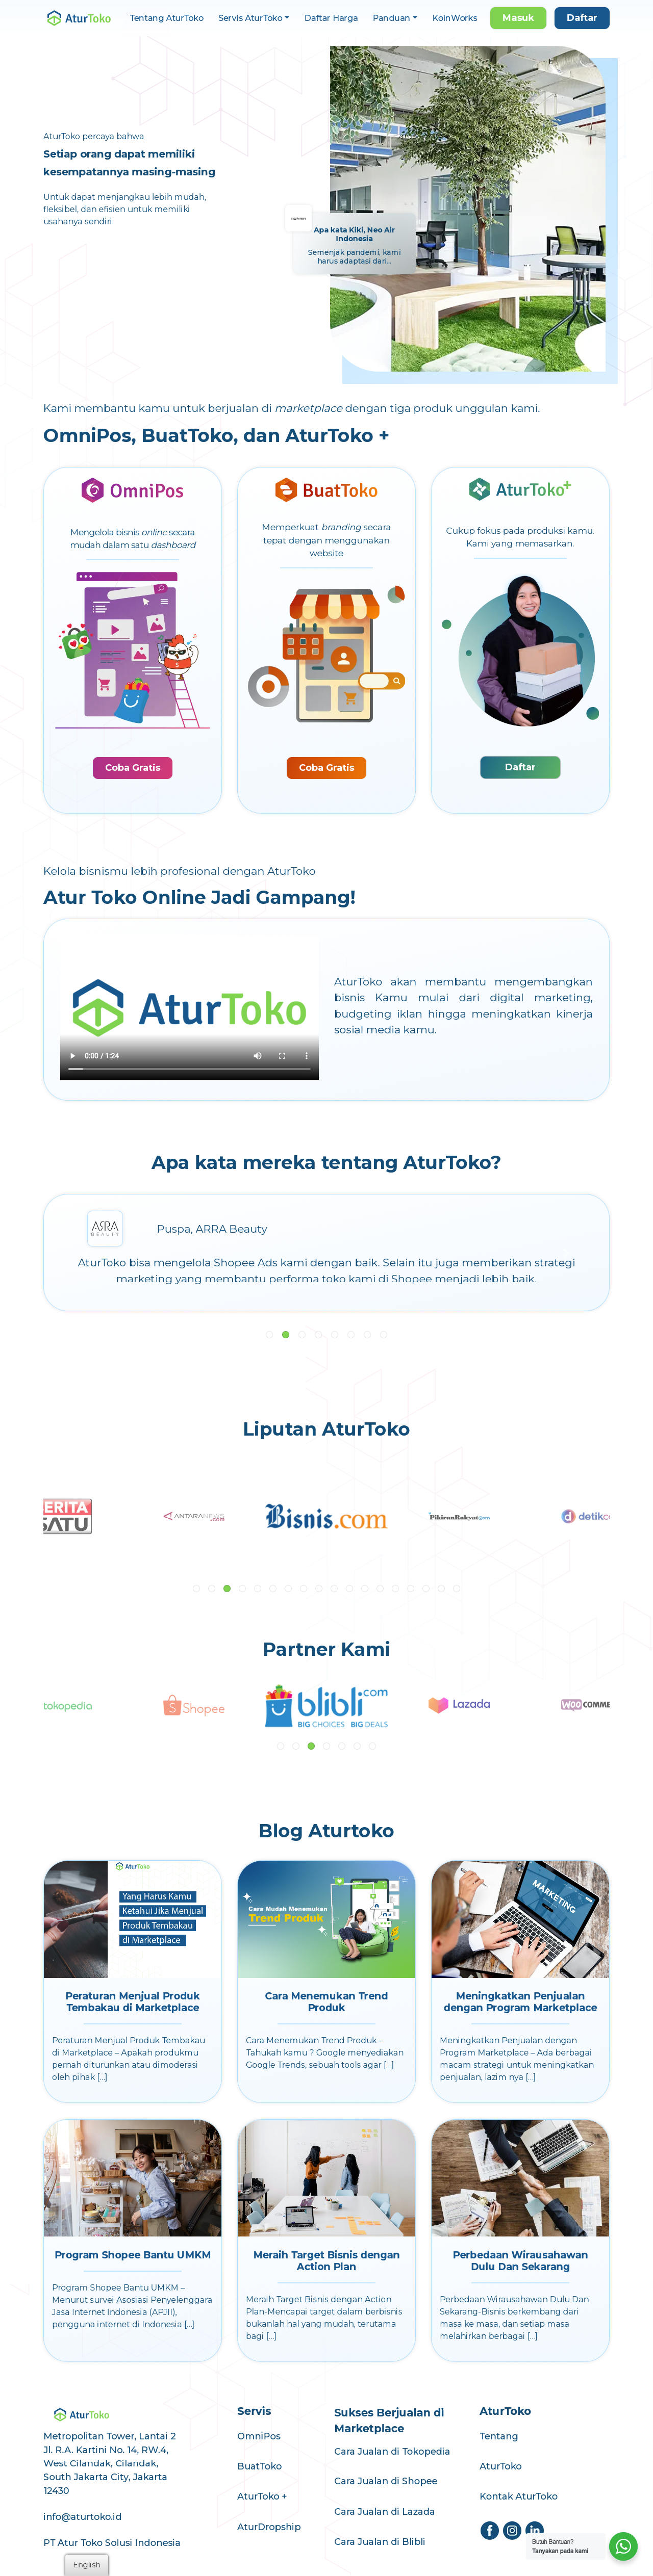 AturToko
Tentang AturToko
Servis AturToko
Daftar Harga
Panduan
KoinWorks
Masuk
Daftar
AturToko percaya bahwa
Setiap orang dapat memiliki
kesempatannya masing-masing
Untuk dapat menjangkau lebih mudah,
fleksibel, dan efisien untuk memiliki
usahanya sendiri.
Apa kata Kiki, Neo Air
Indonesia
Semenjak pandemi, kami
harus adaptasi dari...
Kami membantu kamu untuk berjualan di marketplace dengan tiga produk unggulan kami.
OmniPos, BuatToko, dan AturToko +
OmniPos
Mengelola bisnis online secara
mudah dalam satu dashboard
Coba Gratis
BuatToko
Memperkuat branding secara
tepat dengan menggunakan
website
Coba Gratis
AturToko+
Cukup fokus pada produksi kamu.
Kami yang memasarkan.
Daftar
Kelola bisnismu lebih profesional dengan AturToko
Atur Toko Online Jadi Gampang!
AturToko
0:00 / 1:24
AturToko akan membantu mengembangkan
bisnis Kamu mulai dari digital marketing,
budgeting iklan hingga meningkatkan kinerja
sosial media kamu.
Apa kata mereka tentang AturToko?
ARRA
BEAUTY
Puspa, ARRA Beauty
AturToko bisa mengelola Shopee Ads kami dengan baik. Selain itu juga memberikan strategi
marketing yang membantu performa toko kami di Shopee menjadi lebih baik.
Liputan AturToko
ERITA
SATU
ANTARANEWS
.com
Bisnis.com
PikiranRakyat.com
detikc
Partner Kami
tokopedia
Shopee
blibli.com
BIG CHOICES BIG DEALS
Lazada
WOO COMME
Blog Aturtoko
AturToko
Yang Harus Kamu
Ketahui Jika Menjual
Produk Tembakau
di Marketplace
Peraturan Menjual Produk
Tembakau di Marketplace
Peraturan Menjual Produk Tembakau
di Marketplace – Apakah produkmu
pernah diturunkan atau dimoderasi
oleh pihak [...]
Cara Mudah Menemukan
Trend Produk
Cara Menemukan Trend
Produk
Cara Menemukan Trend Produk –
Tahukah kamu ? Google menyediakan
Google Trends, sebuah tools agar [...]
MARKETING
Meningkatkan Penjualan
dengan Program Marketplace
Meningkatkan Penjualan dengan
Program Marketplace – Ada berbagai
macam strategi untuk meningkatkan
penjualan, lazim nya [...]
Program Shopee Bantu UMKM
Program Shopee Bantu UMKM –
Menurut survei Asosiasi Penyelenggara
Jasa Internet Indonesia (APJII),
pengguna internet di Indonesia [...]
Meraih Target Bisnis dengan
Action Plan
Meraih Target Bisnis dengan Action
Plan-Mencapai target dalam berbisnis
bukanlah hal yang mudah, terutama
bagi [...]
Perbedaan Wirausahawan
Dulu Dan Sekarang
Perbedaan Wirausahawan Dulu Dan
Sekarang-Bisnis berkembang dari
masa ke masa, dan setiap masa
melahirkan berbagai [...]
AturToko
Metropolitan Tower, Lantai 2
Jl. R.A. Kartini No. 14, RW.4,
West Cilandak, Cilandak,
South Jakarta City, Jakarta
12430
info@aturtoko.id
PT Atur Toko Solusi Indonesia
Servis
OmniPos
BuatToko
AturToko +
AturDropship
Sukses Berjualan di
Marketplace
Cara Jualan di Tokopedia
Cara Jualan di Shopee
Cara Jualan di Lazada
Cara Jualan di Blibli
AturToko
Tentang
AturToko
Kontak AturToko
Butuh Bantuan?
Tanyakan pada kami
English